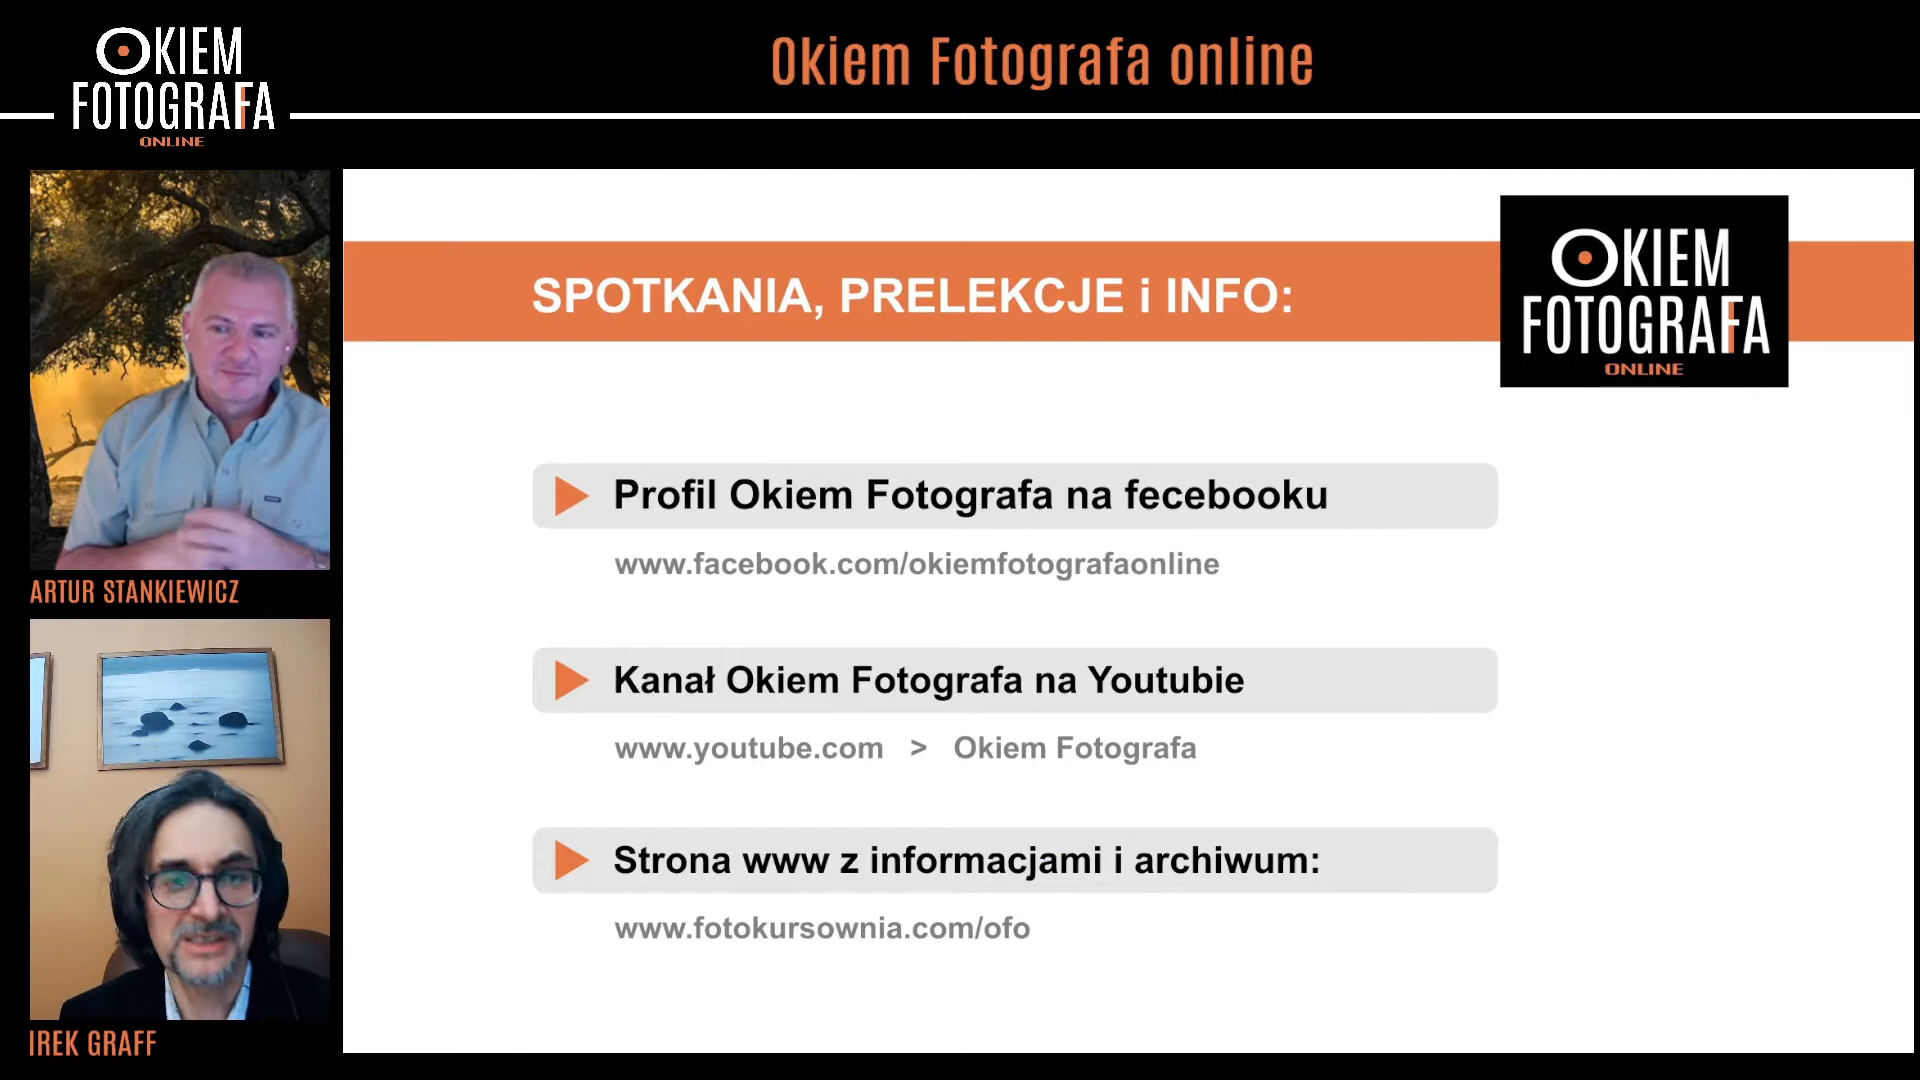 OKIEM
FOTOGRAFA
ONLINE
Okiem Fotografa online
ARTUR STANKIEWICZ
IREK GRAFF
SPOTKANIA, PRELEKCJE i INFO:
OKIEM
FOTOGRAFA
ONLINE
Profil Okiem Fotografa na fecebooku
www.facebook.com/okiemfotografaonline
Kanał Okiem Fotografa na Youtubie
www.youtube.com > Okiem Fotografa
Strona www z informacjami i archiwum:
www.fotokursownia.com/ofo